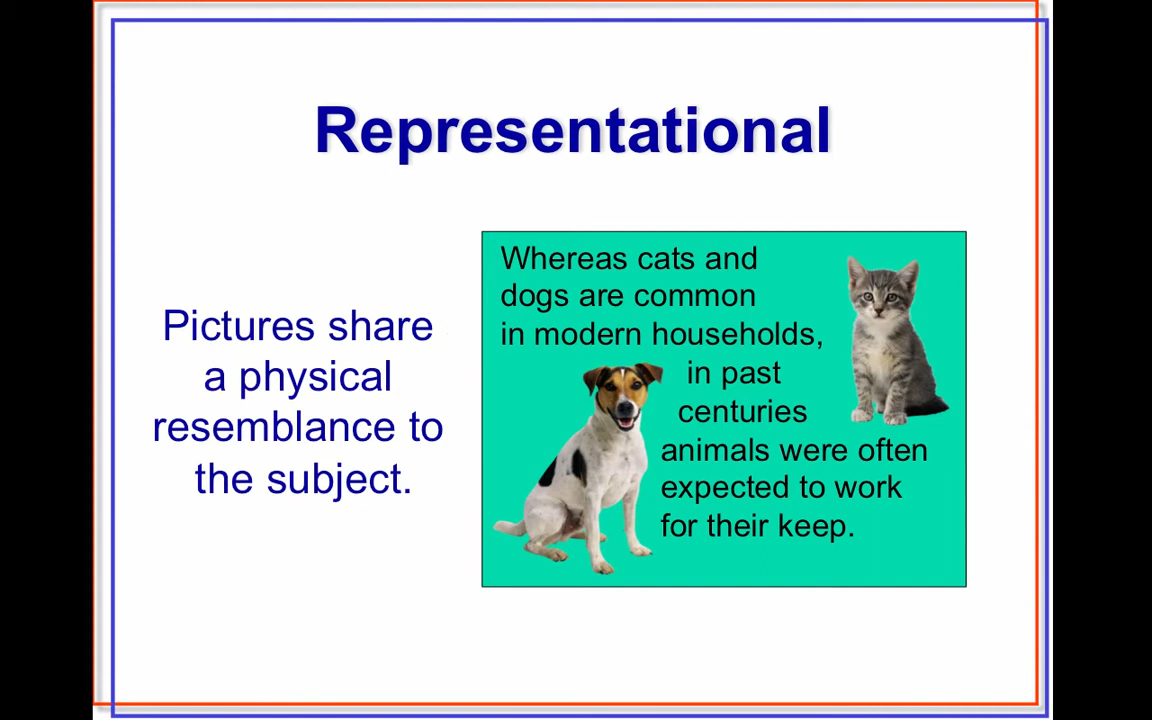 Representational
Pictures share
a physical
resemblance to
the subject.
Whereas cats and
dogs are common
in modern households,
in past
centuries
animals were often
expected to work
for their keep.